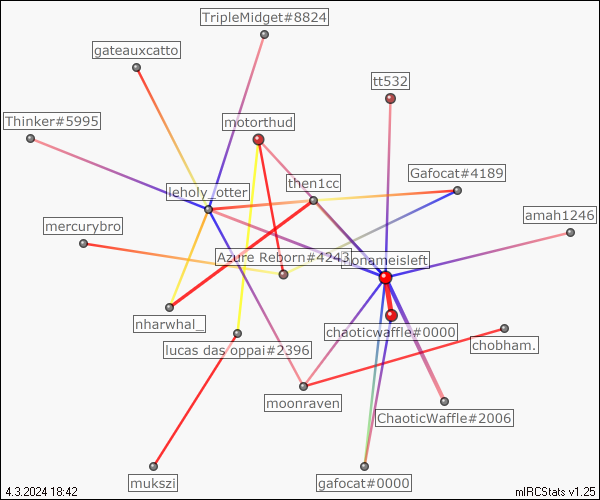 TripleMidget#8824
gateauxcatto
tt532
Thinker#5995
motorthud
Gafocat#4189
then1cc
leholy_otter
amah1246
mercurybro
Azure Reborn#4243
nonameisleft
nharwhal_
chaoticwaffle#0000
chobham.
lucas das oppai#2396
moonraven
ChaoticWaffle#2006
mukszi
gafocat#0000
4.3.2024 18:42
mIRCStats v1.25